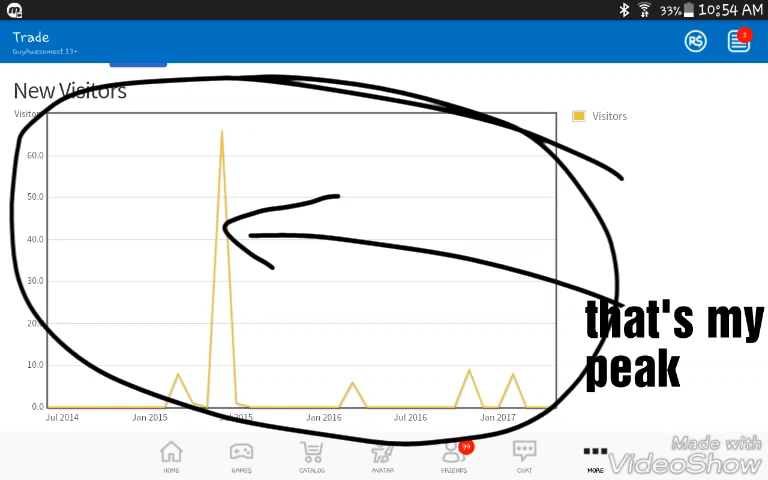 33% 10:54 AM
Trade
GuyAwesomest 13+
R$
2
New Visitors
Visitors
60.0
50.0
40.0
30.0
20.0
10.0
0.0
Jul 2014 Jan 2015 Jul 2015 Jan 2016 Jul 2016 Jan 2017
that's my
peak
99
HOME GAMES CATALOG AVATAR FRIENDS CHAT MORE
Made with
VideoShow